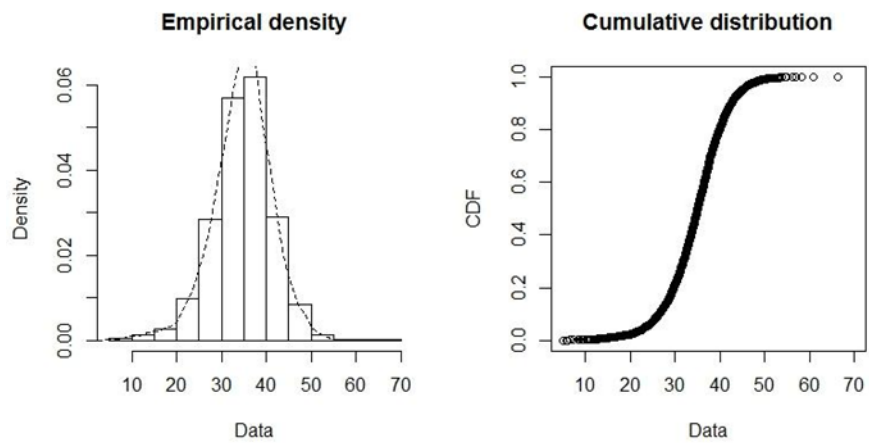 Empirical density
Density
0.00 0.02 0.04 0.06
10 20 30 40 50 60 70
Data
Cumulative distribution
CDF
0.0 0.2 0.4 0.6 0.8 1.0
10 20 30 40 50 60 70
Data